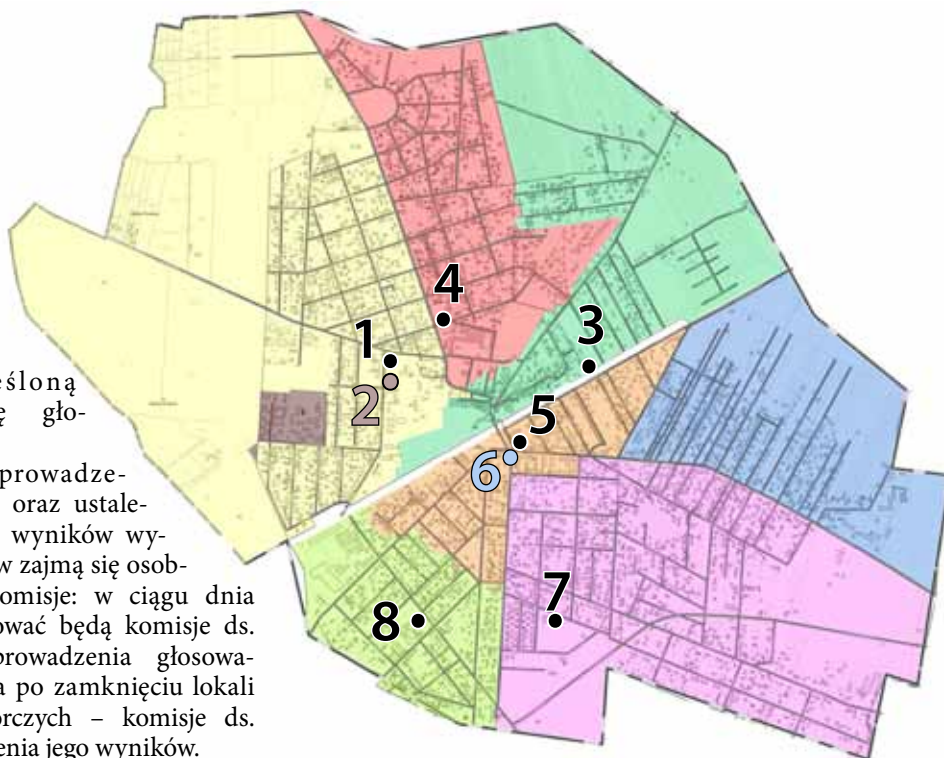 4
1
3
2
5
6
7
8
eśloną
ę gło-
prowadze-
oraz ustale-
wyników wy-
w zajmą się osob-
omisje: w ciągu dnia
ować będą komisje ds.
prowadzenia głosowa-
a po zamknięciu lokali
orczych – komisje ds.
enia jego wyników.